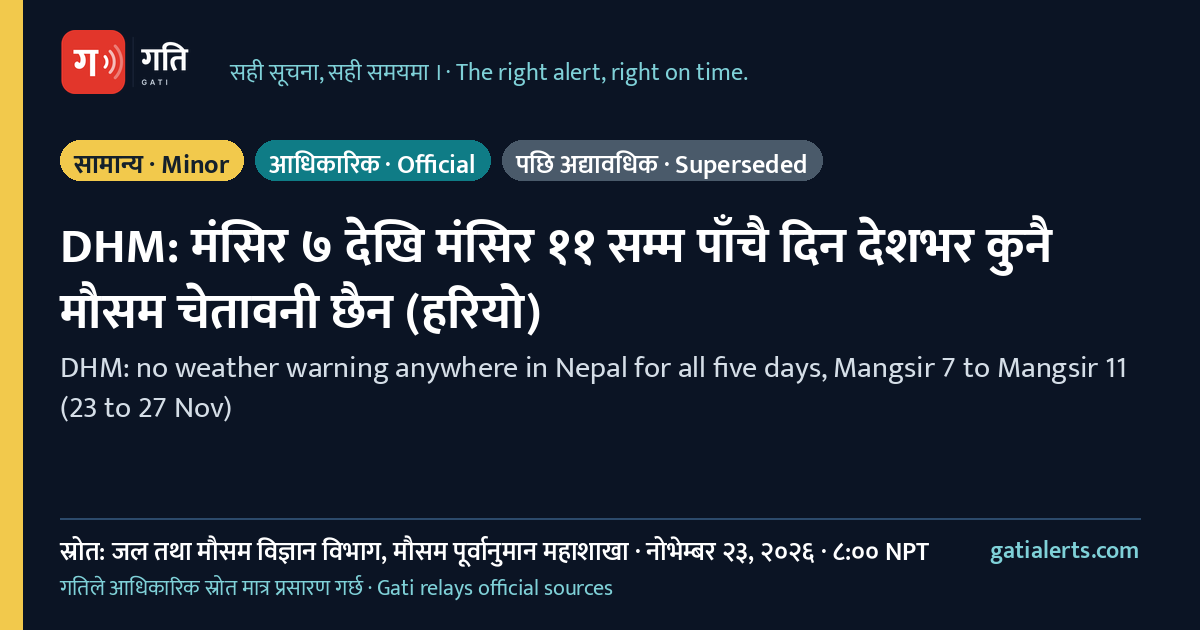 ग गति
GATI
सही सूचना, सही समयमा । · The right alert, right on time.
सामान्य · Minor
आधिकारिक · Official
पछि अद्यावधिक · Superseded
DHM: मंसिर ७ देखि मंसिर ११ सम्म पाँचै दिन देशभर कुनै
मौसम चेतावनी छैन (हरियो)
DHM: no weather warning anywhere in Nepal for all five days, Mangsir 7 to Mangsir 11
(23 to 27 Nov)
स्रोत: जल तथा मौसम विज्ञान विभाग, मौसम पूर्वानुमान महाशाखा · नोभेम्बर २३, २०२६ · ८:०० NPT
gatialerts.com
गतिले आधिकारिक स्रोत मात्र प्रसारण गर्छ · Gati relays official sources